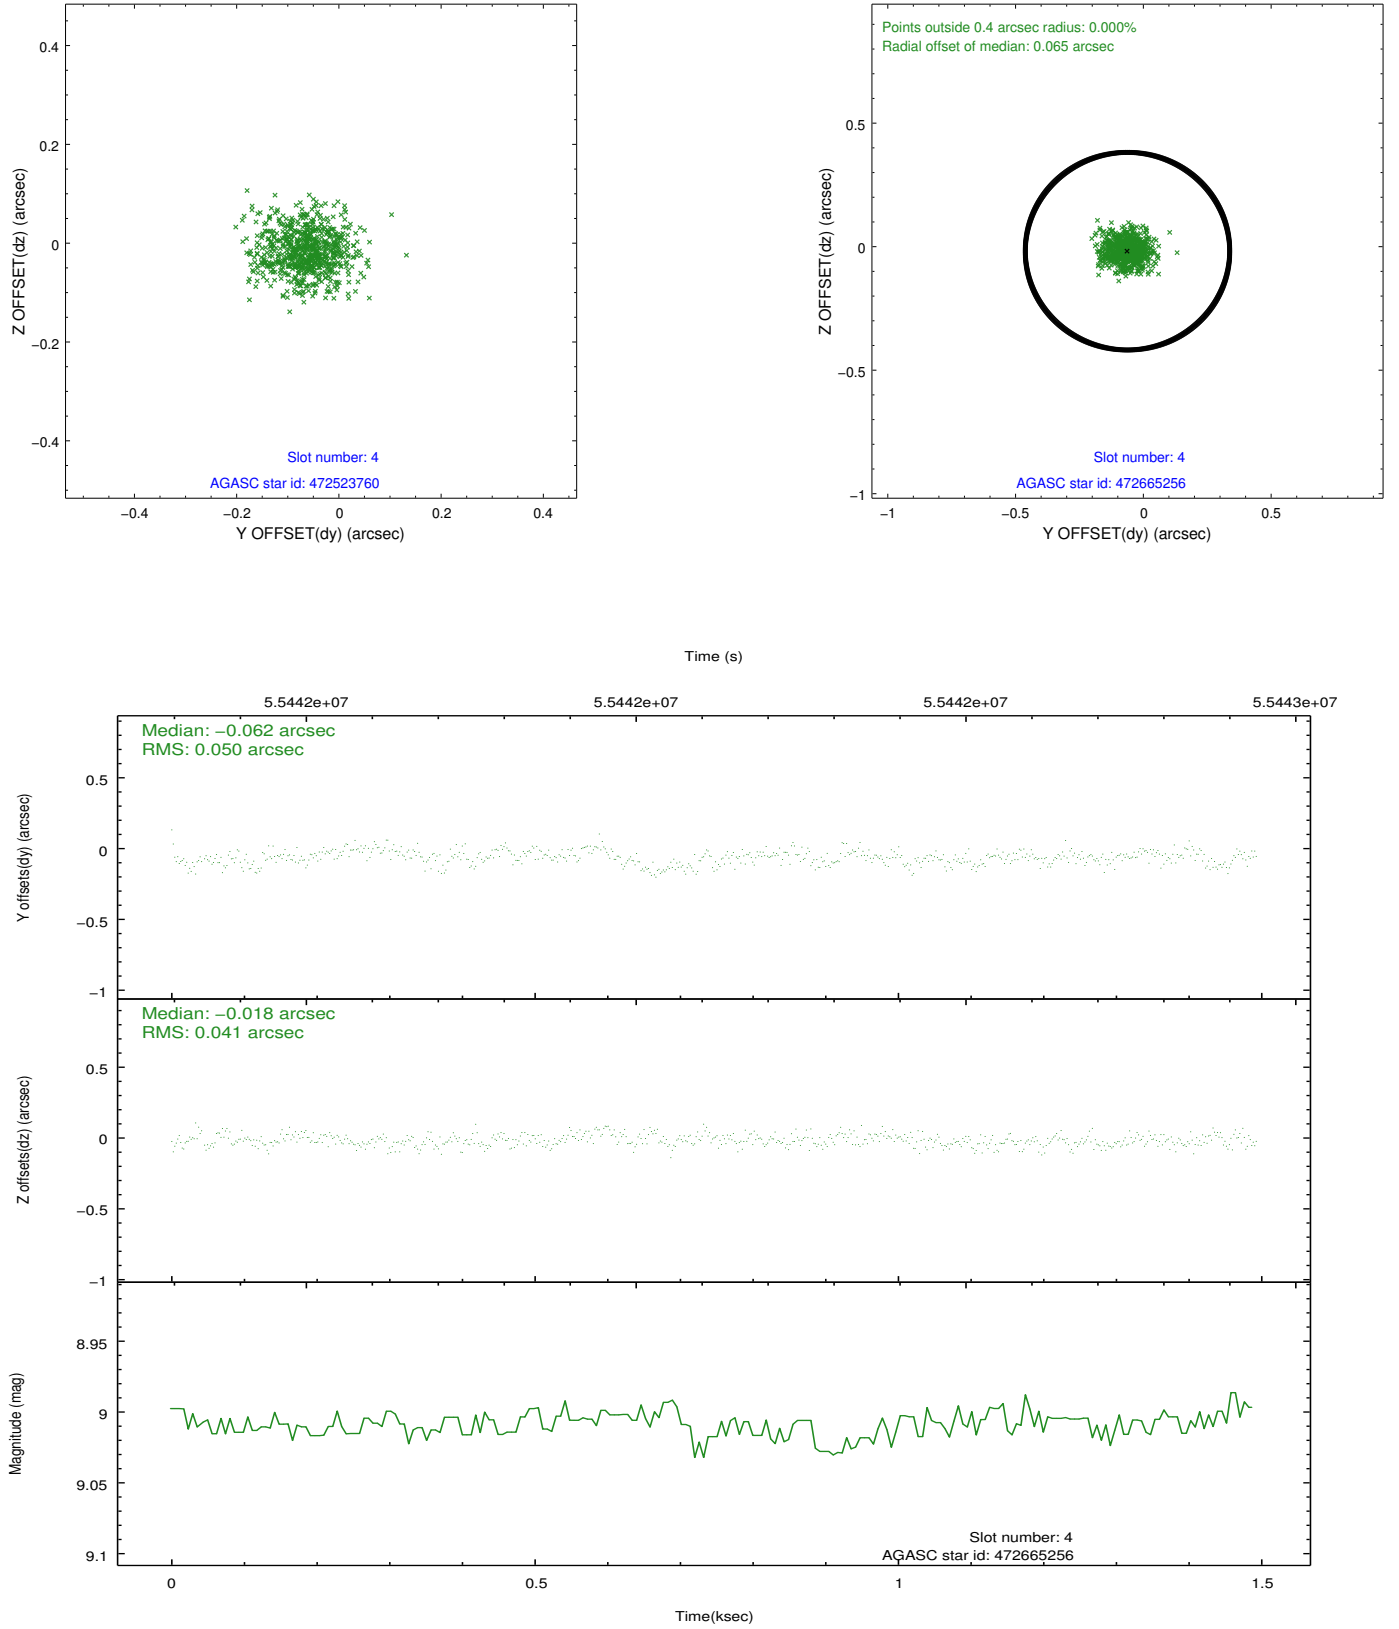 0.4
0.2
0
−0.2
−0.4
Z OFFSET(dz) (arcsec)
Slot number: 4
AGASC star id: 472523760
−0.4
−0.2
0
0.2
0.4
Y OFFSET(dy) (arcsec)
Points outside 0.4 arcsec radius: 0.000%
Radial offset of median: 0.065 arcsec
0.5
0
−0.5
−1
Z OFFSET(dz) (arcsec)
Slot number: 4
AGASC star id: 472665256
−1
−0.5
0
0.5
Y OFFSET(dy) (arcsec)
Time (s)
5.5442e+07
5.5442e+07
5.5442e+07
5.5443e+07
Median: −0.062 arcsec
RMS: 0.050 arcsec
0.5
0
−0.5
−1
Y offsets(dy) (arcsec)
Median: −0.018 arcsec
RMS: 0.041 arcsec
0.5
0
−0.5
−1
Z offsets(dz) (arcsec)
8.95
9
9.05
9.1
Magnitude (mag)
Slot number: 4
AGASC star id: 472665256
0
0.5
1
1.5
Time(ksec)